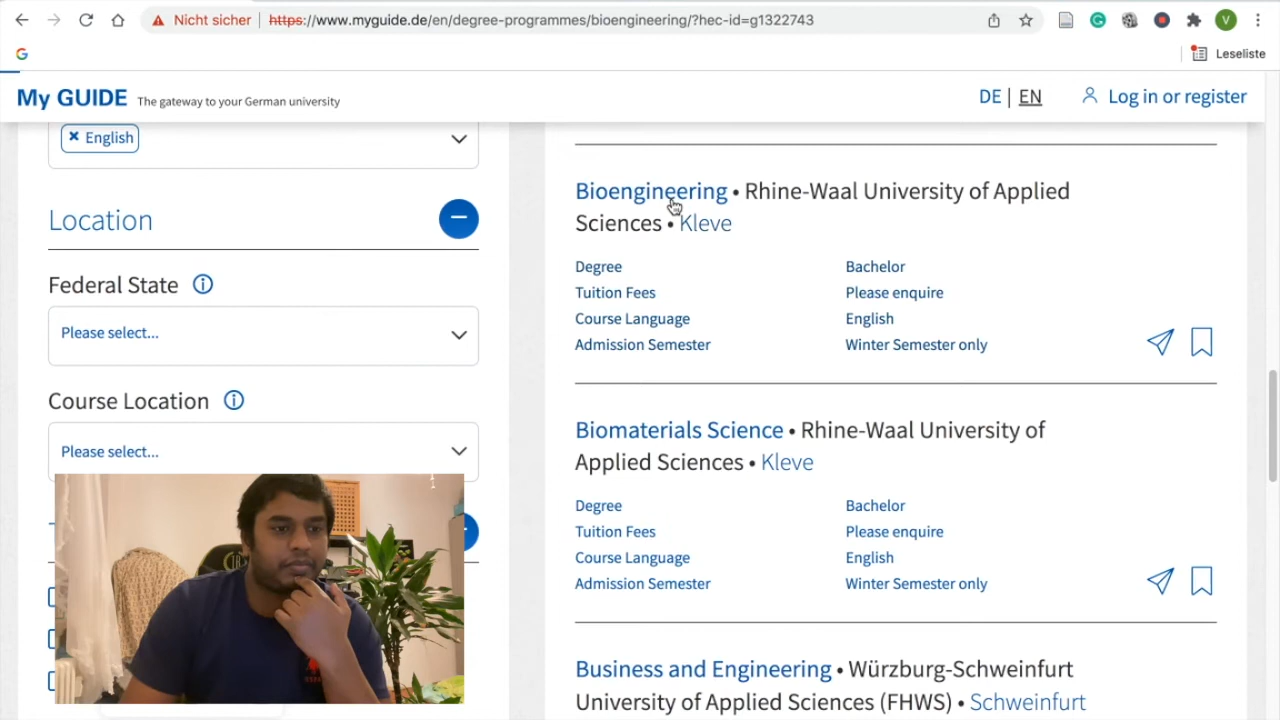 Nicht sicher https://www.myguide.de/en/degree-programmes/bioengineering/?hec-id=g1322743
V
G
Leseliste
My GUIDE The gateway to your German university
DE | EN Log in or register
× English
Location
Federal State
Please select...
Course Location
Please select...
Bioengineering • Rhine-Waal University of Applied
Sciences • Kleve
Degree Bachelor
Tuition Fees Please enquire
Course Language English
Admission Semester Winter Semester only
Biomaterials Science • Rhine-Waal University of
Applied Sciences • Kleve
Degree Bachelor
Tuition Fees Please enquire
Course Language English
Admission Semester Winter Semester only
Business and Engineering • Würzburg-Schweinfurt
University of Applied Sciences (FHWS) • Schweinfurt